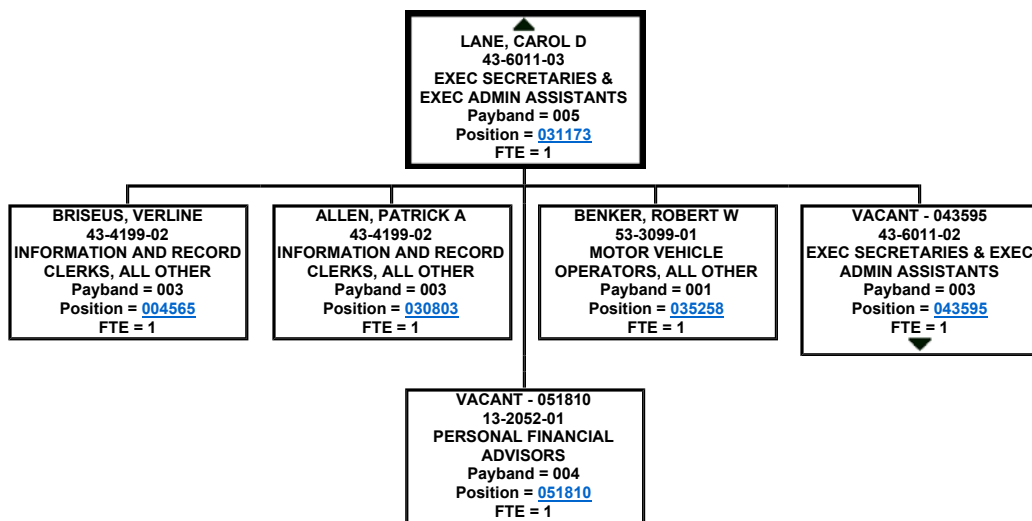 LANE, CAROL D
43-6011-03
EXEC SECRETARIES &
EXEC ADMIN ASSISTANTS
Payband = 005
Position = 031173
FTE = 1
BRISEUS, VERLINE
43-4199-02
INFORMATION AND RECORD
CLERKS, ALL OTHER
Payband = 003
Position = 004565
FTE = 1
ALLEN, PATRICK A
43-4199-02
INFORMATION AND RECORD
CLERKS, ALL OTHER
Payband = 003
Position = 030803
FTE = 1
BENKER, ROBERT W
53-3099-01
MOTOR VEHICLE
OPERATORS, ALL OTHER
Payband = 001
Position = 035258
FTE = 1
VACANT - 043595
43-6011-02
EXEC SECRETARIES & EXEC
ADMIN ASSISTANTS
Payband = 003
Position = 043595
FTE = 1
VACANT - 051810
13-2052-01
PERSONAL FINANCIAL
ADVISORS
Payband = 004
Position = 051810
FTE = 1